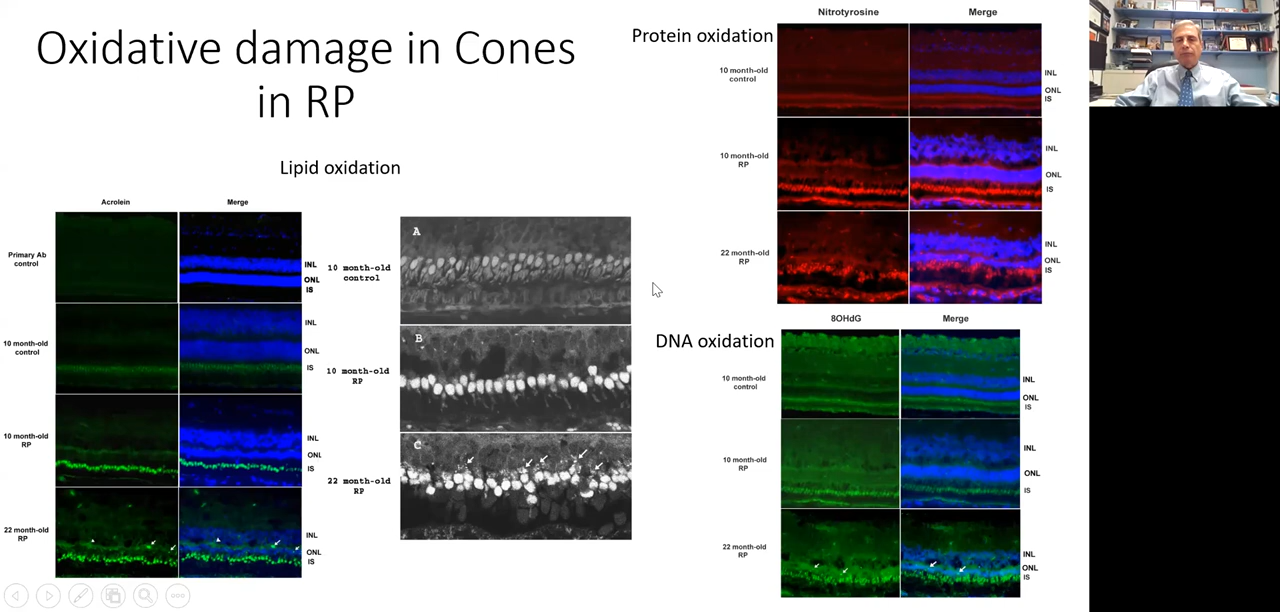 Oxidative damage in Cones
in RP
Lipid oxidation
Acrolein
Merge
Primary Ab
control
INL
ONL
IS
10 month-old
control
INL
ONL
IS
10 month-old
RP
INL
ONL
IS
22 month-old
RP
INL
ONL
IS
A
10 month-old
control
B
10 month-old
RP
C
22 month-old
RP
Protein oxidation
Nitrotyrosine
Merge
10 month-old
control
INL
ONL
IS
10 month-old
RP
INL
ONL
IS
22 month-old
RP
INL
ONL
IS
DNA oxidation
8OHdG
Merge
10 month-old
control
INL
ONL
IS
10 month-old
RP
INL
ONL
IS
22 month-old
RP
INL
ONL
IS